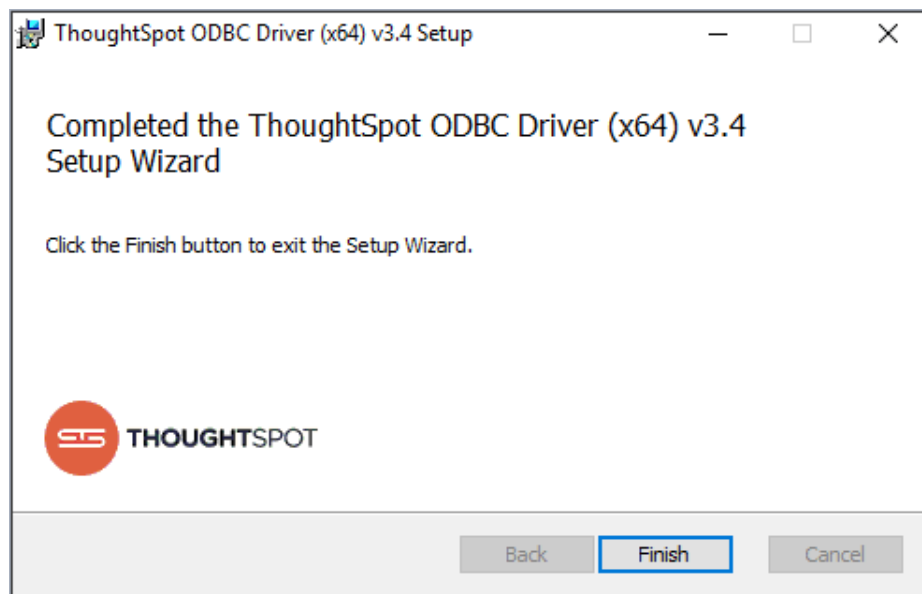 ThoughtSpot ODBC Driver (x64) v3.4 Setup
Completed the ThoughtSpot ODBC Driver (x64) v3.4
Setup Wizard
Click the Finish button to exit the Setup Wizard.
THOUGHTSPOT
Back Finish Cancel